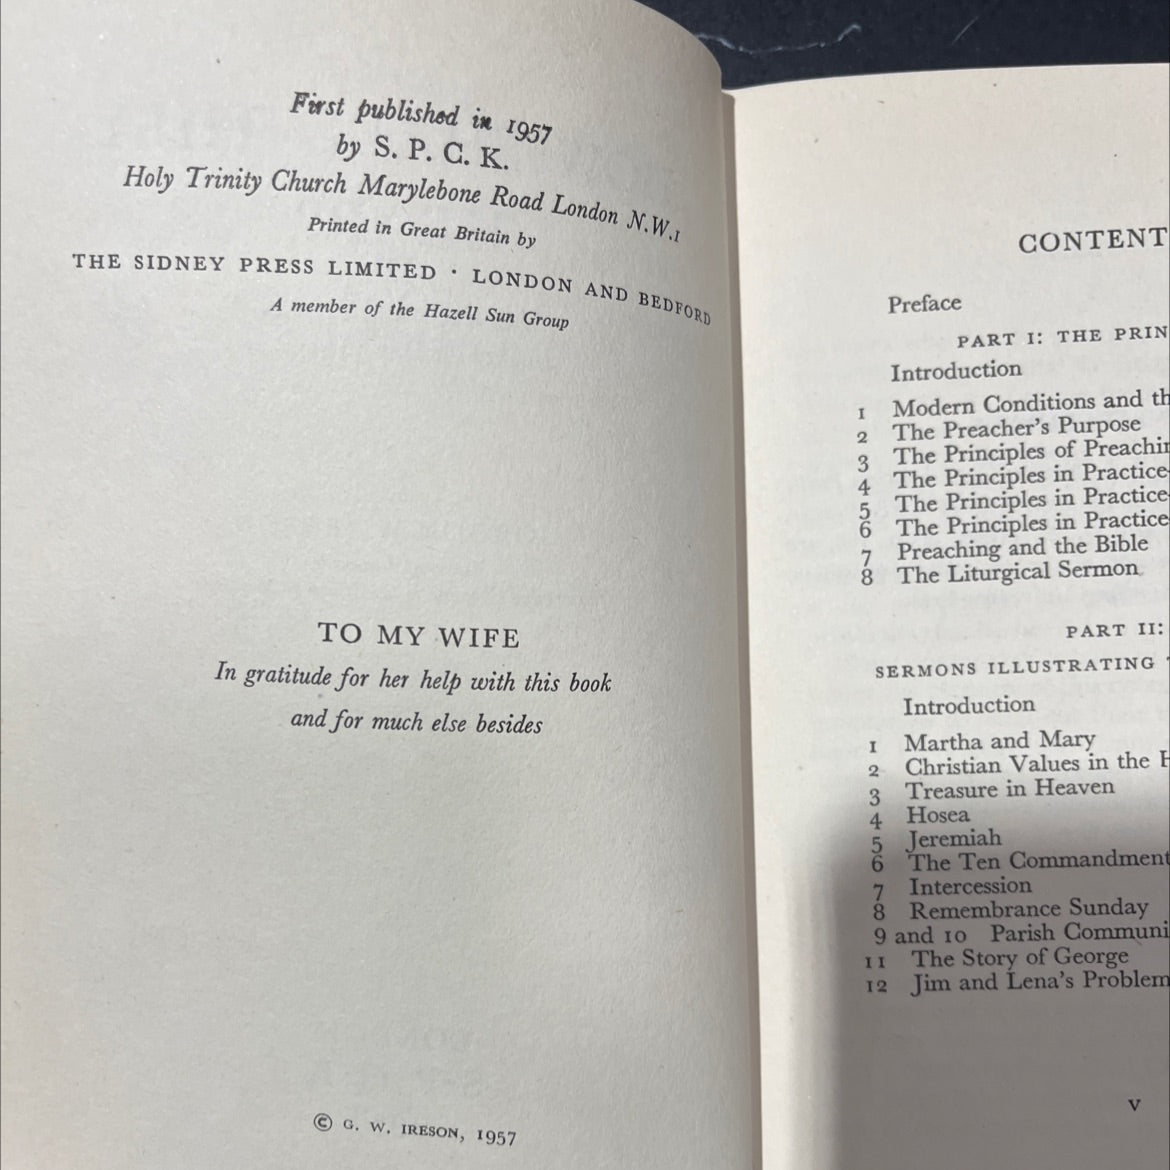 First published in 1957
by S. P. C. K.
Holy Trinity Church Marylebone Road London N.W.1
Printed in Great Britain by
THE SIDNEY PRESS LIMITED · LONDON AND BEDFORD
A member of the Hazell Sun Group
TO MY WIFE
In gratitude for her help with this book
and for much else besides
© G. W. IRESON, 1957
CONTENT
Preface
PART I: THE PRIN
Introduction
1 Modern Conditions and th
2 The Preacher's Purpose
3 The Principles of Preachin
4 The Principles in Practice-
5 The Principles in Practice-
6 The Principles in Practice
7 Preaching and the Bible
8 The Liturgical Sermon
PART II:
SERMONS ILLUSTRATING T
Introduction
1 Martha and Mary
2 Christian Values in the H
3 Treasure in Heaven
4 Hosea
5 Jeremiah
6 The Ten Commandment
7 Intercession
8 Remembrance Sunday
9 and 10 Parish Communi
11 The Story of George
12 Jim and Lena's Problem
v